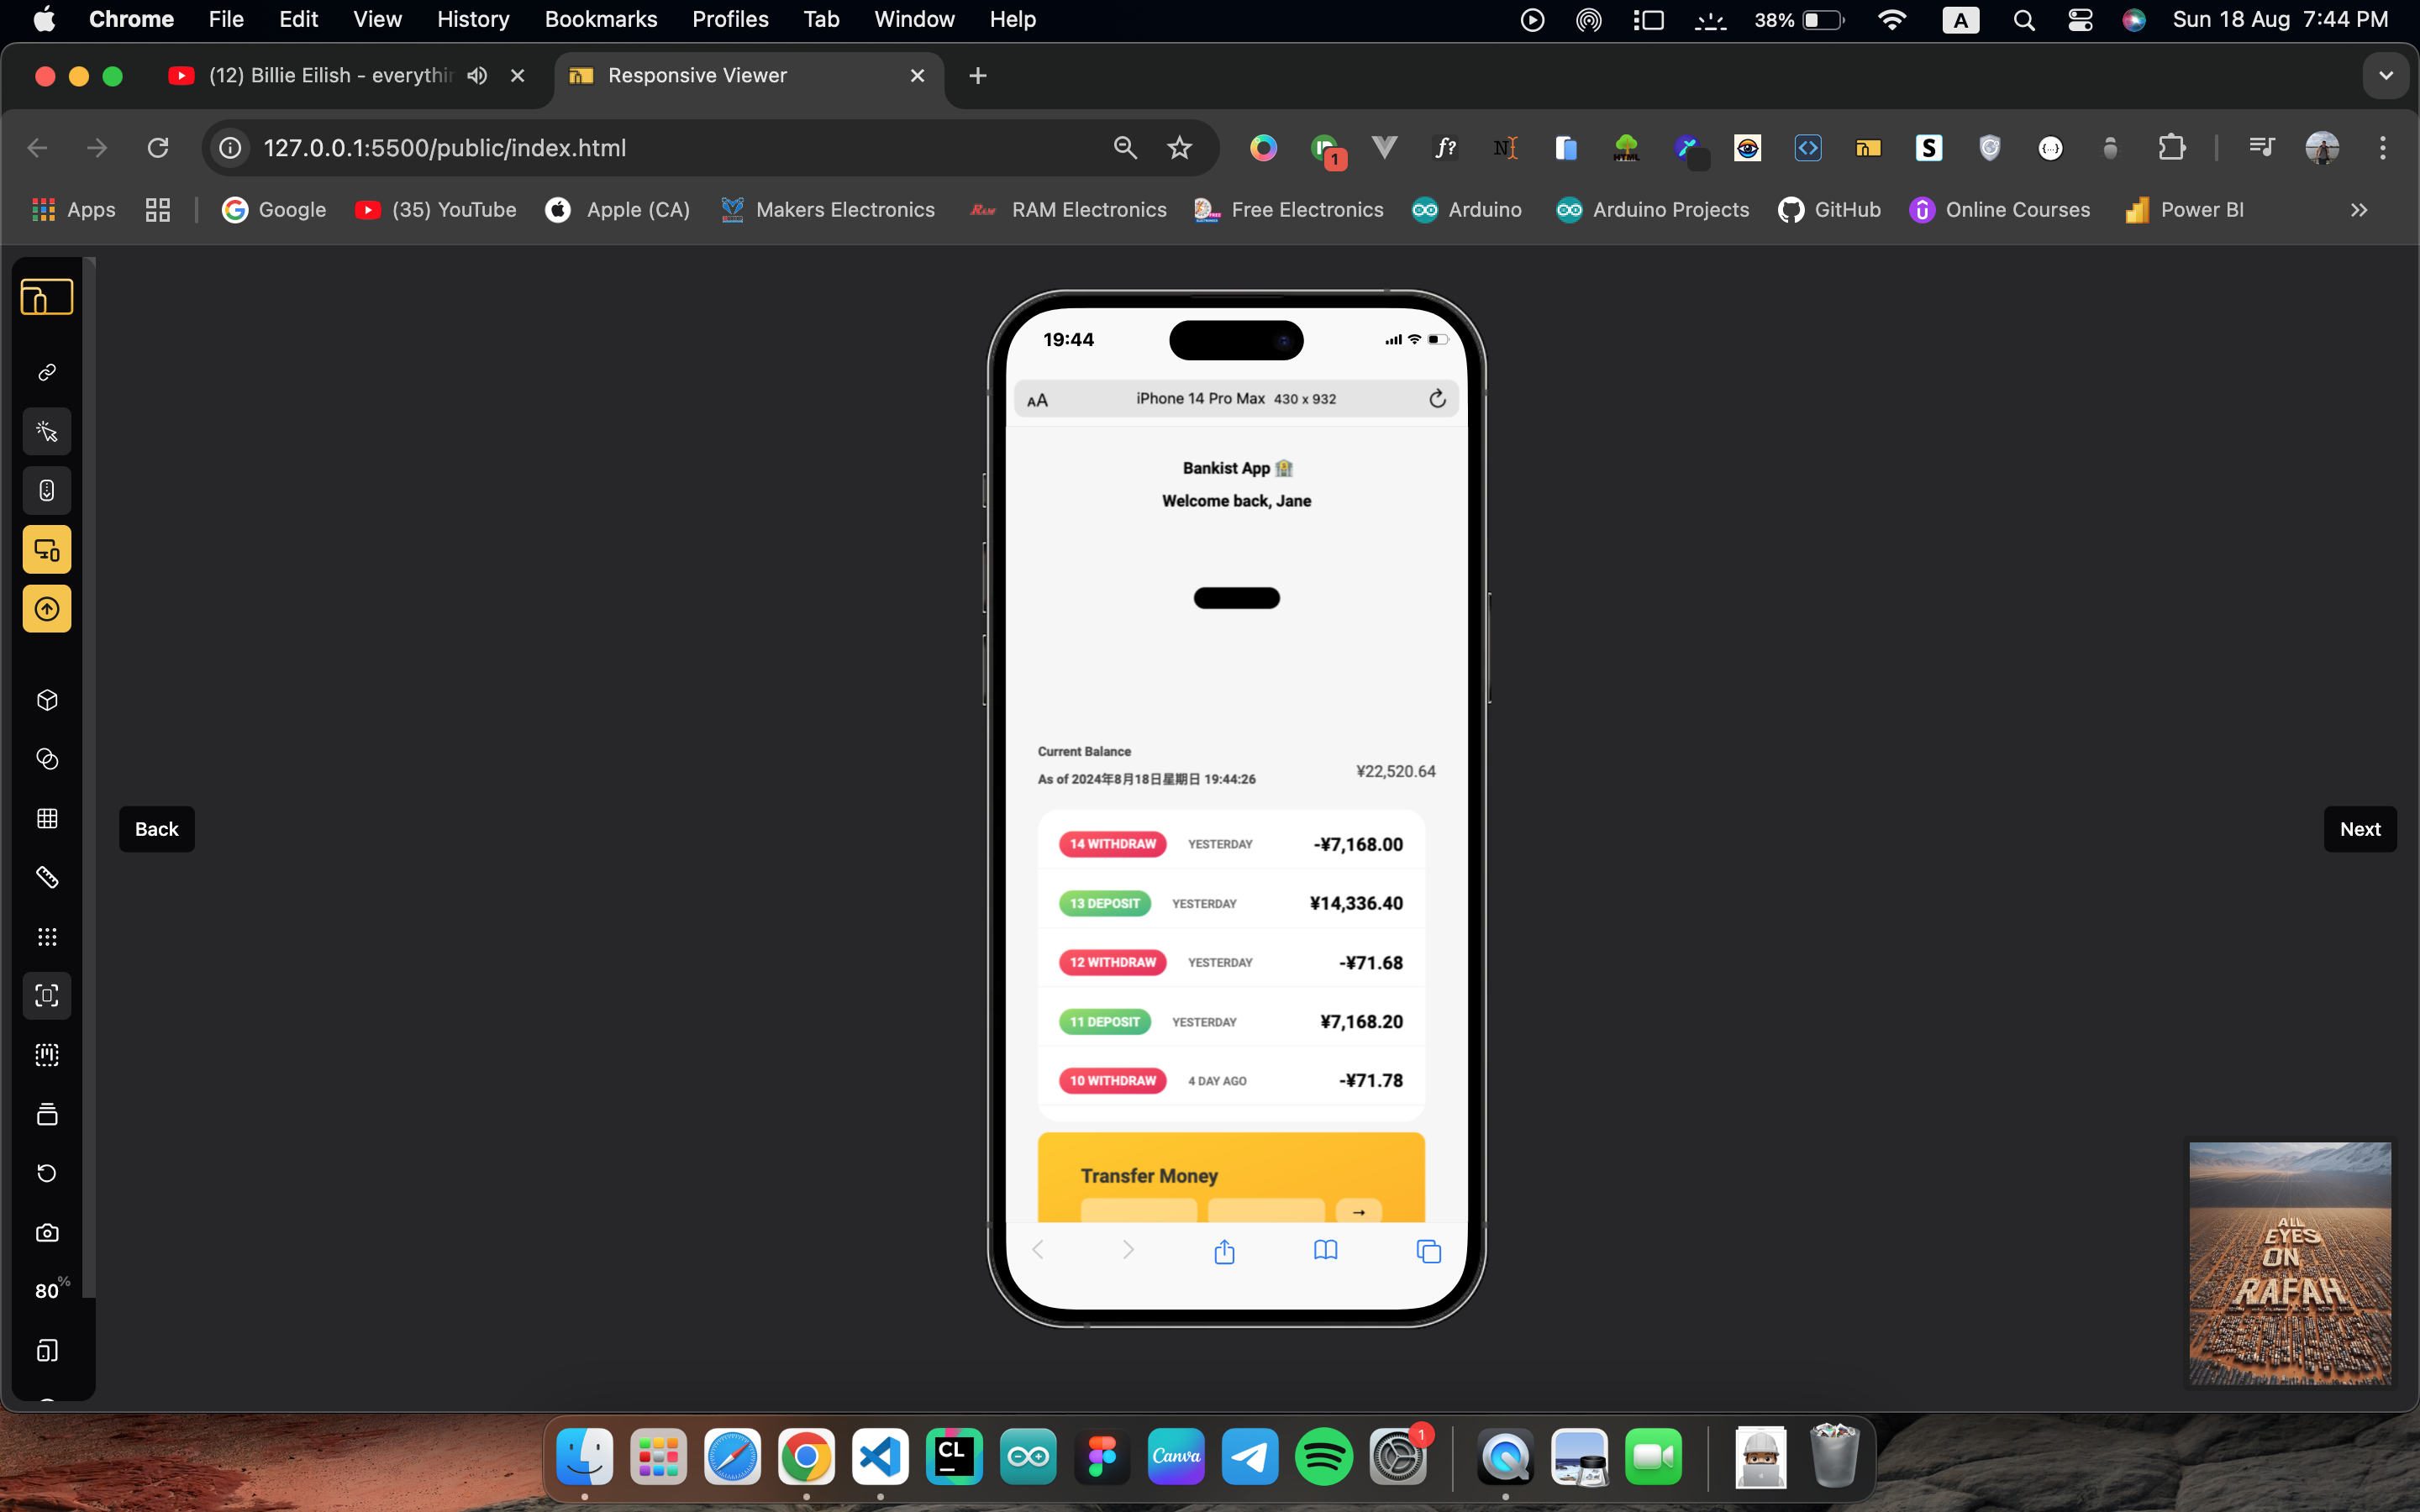 Chrome File Edit View History Bookmarks Profiles Tab Window Help 38% A Sun 18 Aug 7:44 PM
(12) Billie Eilish - everythin Responsive Viewer
127.0.0.1:5500/public/index.html 1 f? N S
Apps Google (35) YouTube Apple (CA) Makers Electronics RAM RAM Electronics Free Electronics Arduino Arduino Projects GitHub Online Courses Power BI
19:44
AA iPhone 14 Pro Max 430 x 932
Bankist App
Welcome back, Jane
Current Balance
As of 2024年8月18日星期日 19:44:26
¥22,520.64
Back
Next
14 WITHDRAW YESTERDAY -¥7,168.00
13 DEPOSIT YESTERDAY ¥14,336.40
12 WITHDRAW YESTERDAY -¥71.68
11 DEPOSIT YESTERDAY ¥7,168.20
10 WITHDRAW 4 DAY AGO -¥71.78
Transfer Money
→
80%
ALL
EYES
ON
RAFAH
CL Canva 1